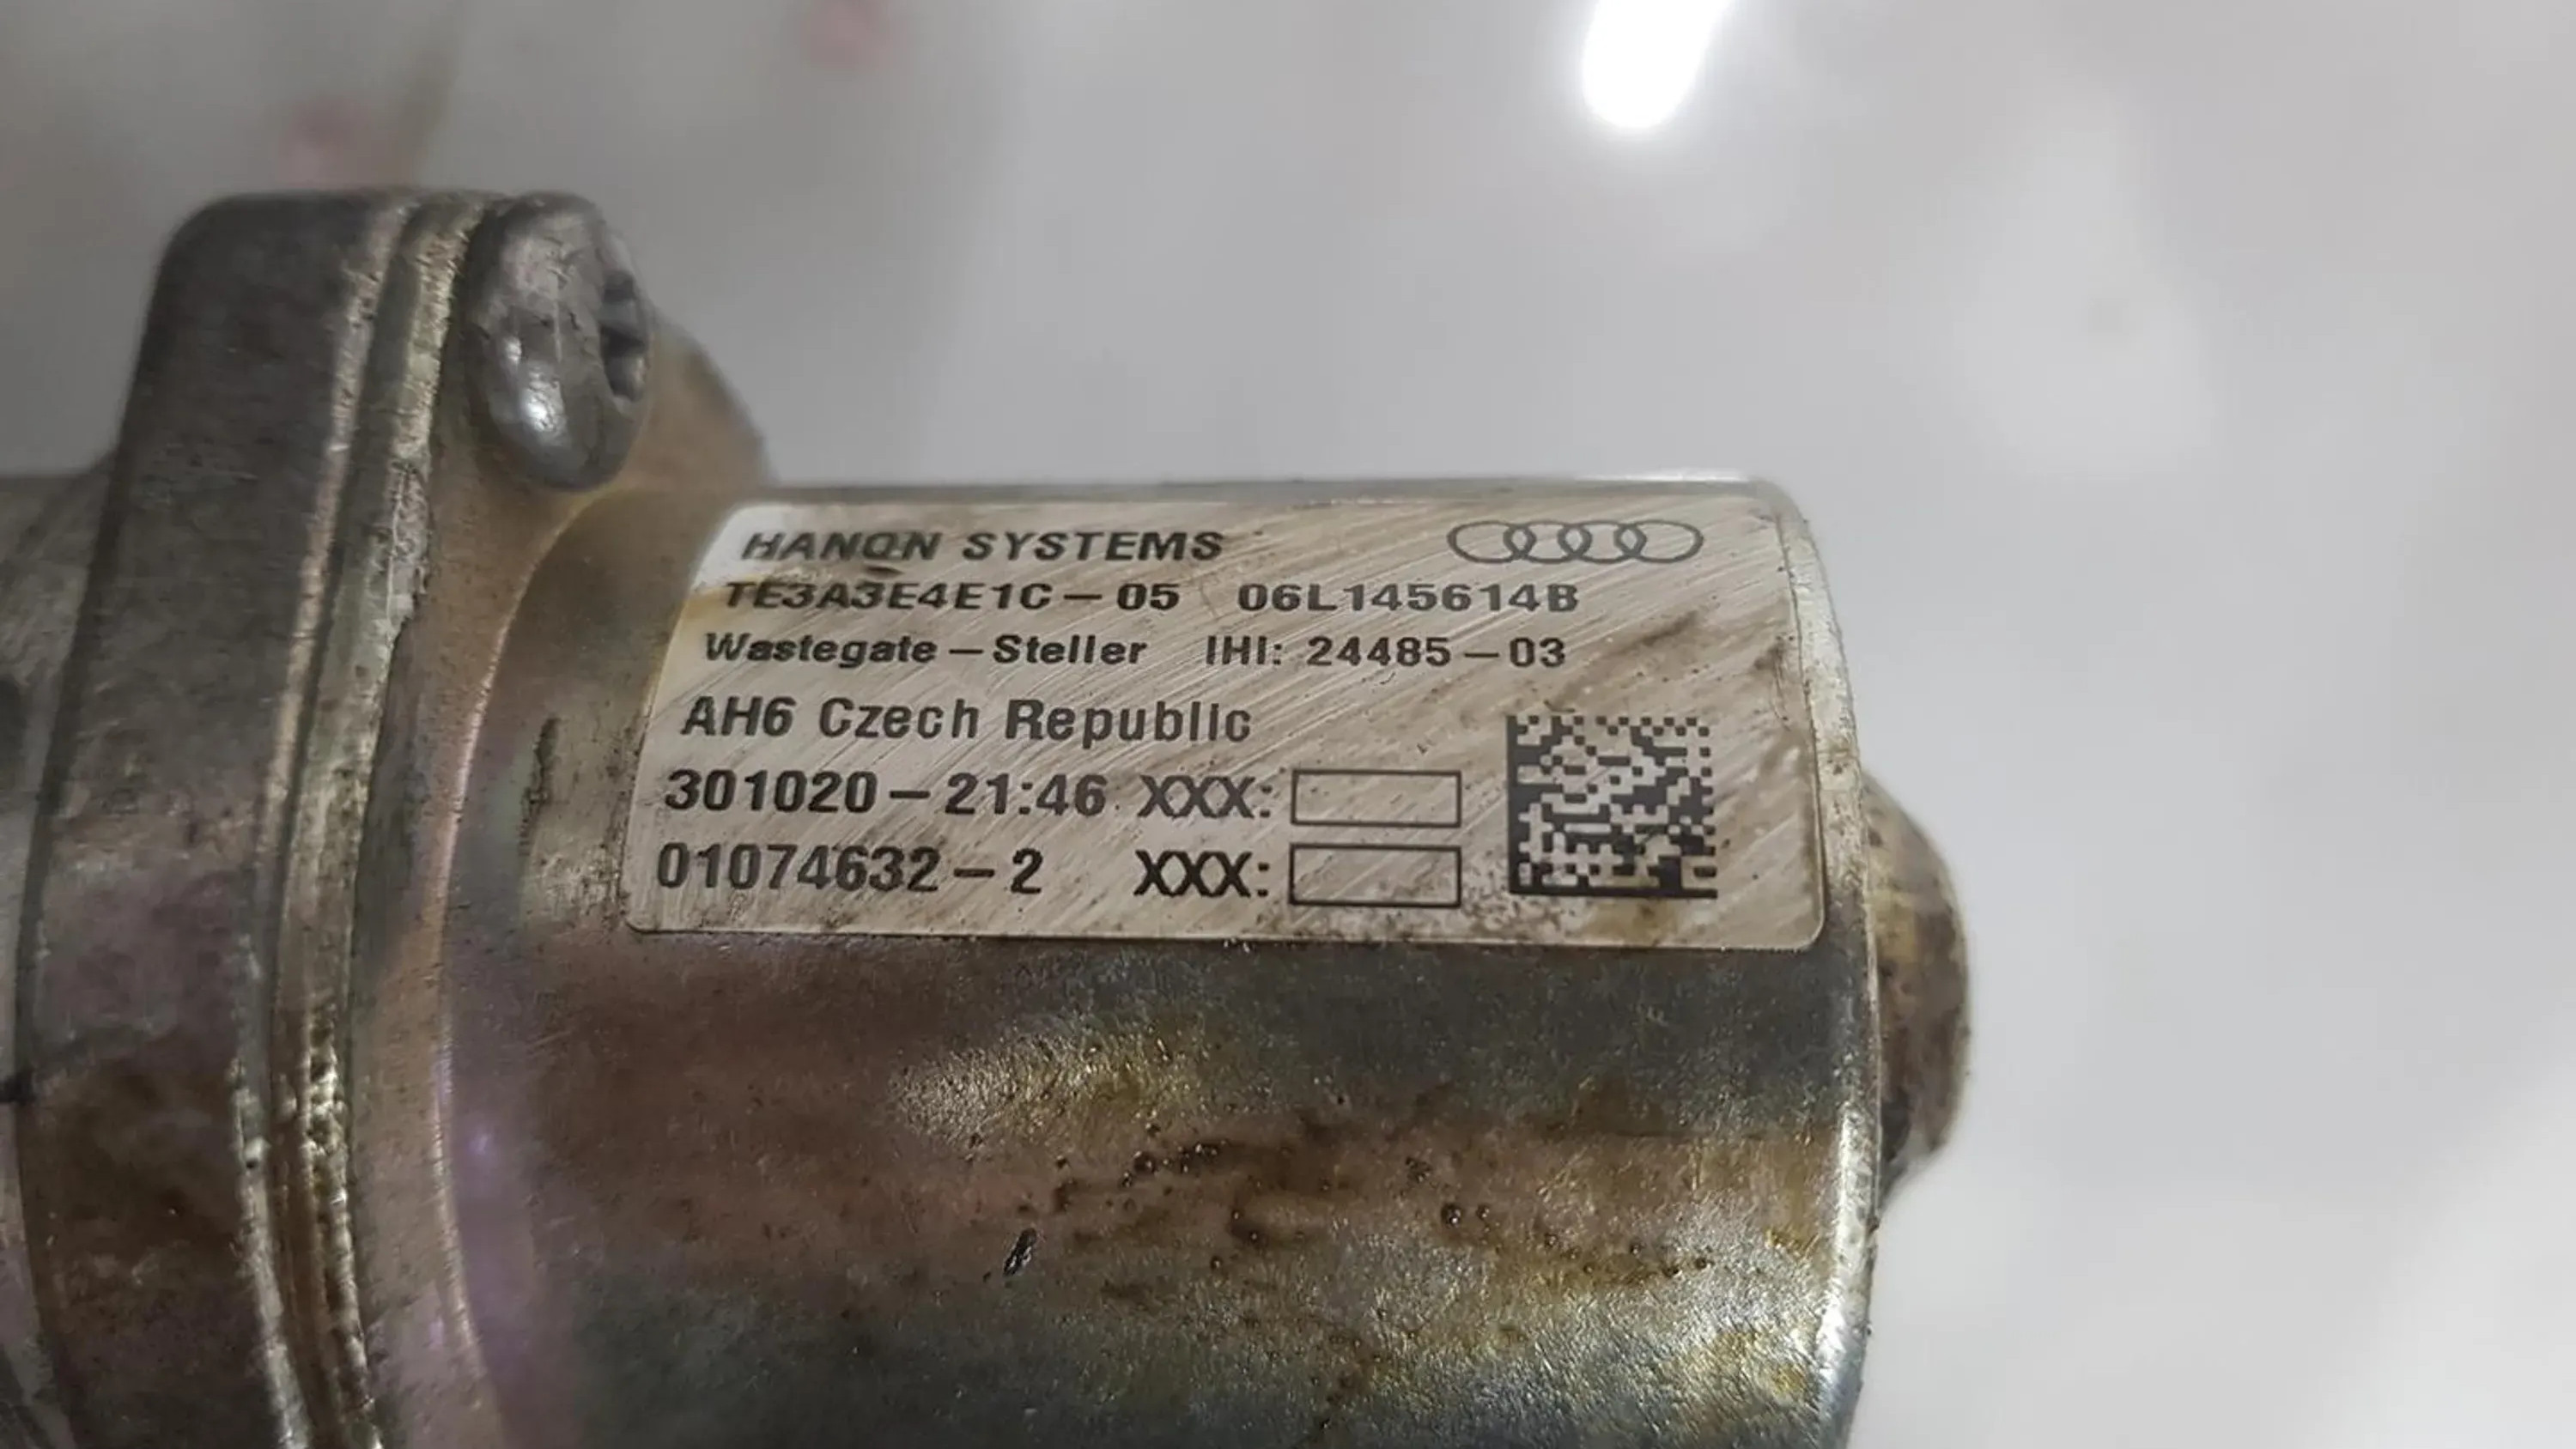 HANON SYSTEMS
TE3A3E4E1C-05 06L145614B
Wastegate-Steller IHI: 24485-03
AH6 Czech Republic
301020-21:46 XXX:
01074632-2 XXX: